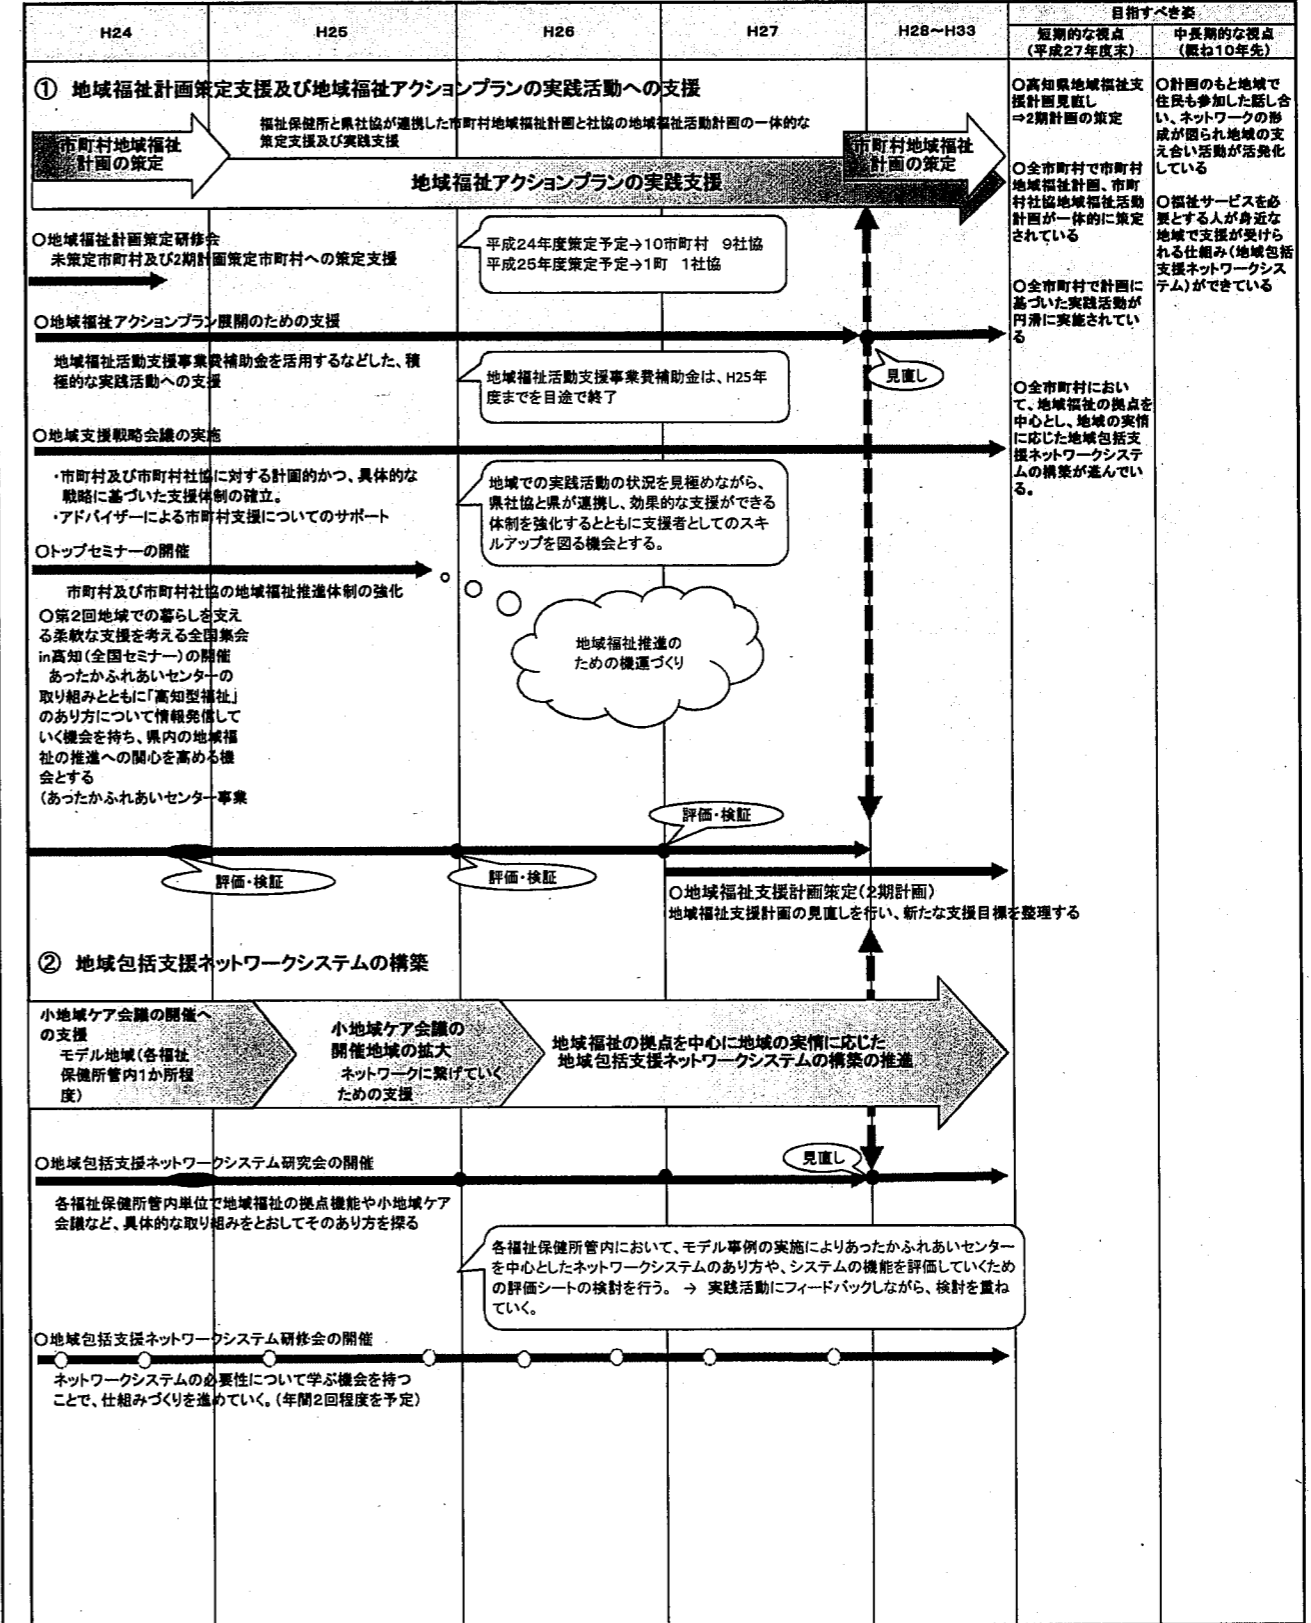 H24
H25
H26
H27
H28～H33
目指すべき姿
短期的な視点
(平成27年度末)
中長期的な視点
(概ね10年先)
① 地域福祉計画策定支援及び地域福祉アクションプランの実践活動への支援
福祉保健所と県社協が連携した市町村地域福祉計画と社協の地域福祉活動計画の一体的な
策定支援及び実践支援
市町村地域福祉
計画の策定
地域福祉アクションプランの実践支援
市町村地域福祉
計画の策定
○地域福祉計画策定研修会
未策定市町村及び2期計画策定市町村への策定支援
平成24年度策定予定→10市町村 9社協
平成25年度策定予定→1町 1社協
○地域福祉アクションプラン展開のための支援
地域福祉活動支援事業費補助金を活用するなどした、積
極的な実践活動への支援
地域福祉活動支援事業費補助金は、H25年
度までを目途で終了
見直し
○地域支援戦略会議の実施
・市町村及び市町村社協に対する計画的かつ、具体的な
戦略に基づいた支援体制の確立。
・アドバイザーによる市町村支援についてのサポート
地域での実践活動の状況を見極めながら、
県社協と県が連携し、効果的な支援ができる
体制を強化するとともに支援者としてのスキ
ルアップを図る機会とする。
○トップセミナーの開催
市町村及び市町村社協の地域福祉推進体制の強化
○第2回地域での暮らしを支え
る柔軟な支援を考える全国集会
in高知(全国セミナー)の開催
あったかふれあいセンターの
取り組みとともに「高知型福祉」
のあり方について情報発信して
いく機会を持ち、県内の地域福
祉の推進への関心を高める機
会とする
(あったかふれあいセンター事業
地域福祉推進の
ための機運づくり
評価・検証
評価・検証
評価・検証
○地域福祉支援計画策定(2期計画)
地域福祉支援計画の見直しを行い、新たな支援目標を整理する
○高知県地域福祉支
援計画見直し
⇒2期計画の策定
○全市町村で市町村
地域福祉計画、市町
村社協地域福祉活動
計画が一体的に策定
されている
○全市町村で計画に
基づいた実践活動が
円滑に実施されてい
る
○全市町村におい
て、地域福祉の拠点を
中心とし、地域の実情
に応じた地域包括支
援ネットワークシステ
ムの構築が進んでい
る。
○計画のもと地域で
住民も参加した話し合
い、ネットワークの形
成が図られ地域の支
え合い活動が活発化
している
○福祉サービスを必
要とする人が身近な
地域で支援が受けら
れる仕組み(地域包括
支援ネットワークシス
テム)ができている
② 地域包括支援ネットワークシステムの構築
小地域ケア会議の開催へ
の支援
モデル地域(各福祉
保健所管内1か所程
度)
小地域ケア会議の
開催地域の拡大
ネットワークに繋げていく
ための支援
地域福祉の拠点を中心に地域の実情に応じた
地域包括支援ネットワークシステムの構築の推進
○地域包括支援ネットワークシステム研究会の開催
見直し
各福祉保健所管内単位で地域福祉の拠点機能や小地域ケア
会議など、具体的な取り組みをとおしてそのあり方を探る
各福祉保健所管内において、モデル事例の実施によりあったかふれあいセンター
を中心としたネットワークシステムのあり方や、システムの機能を評価していくため
の評価シートの検討を行う。 → 実践活動にフィードバックしながら、検討を重ね
ていく。
○地域包括支援ネットワークシステム研修会の開催
ネットワークシステムの必要性について学ぶ機会を持つ
ことで、仕組みづくりを進めていく。(年間2回程度を予定)